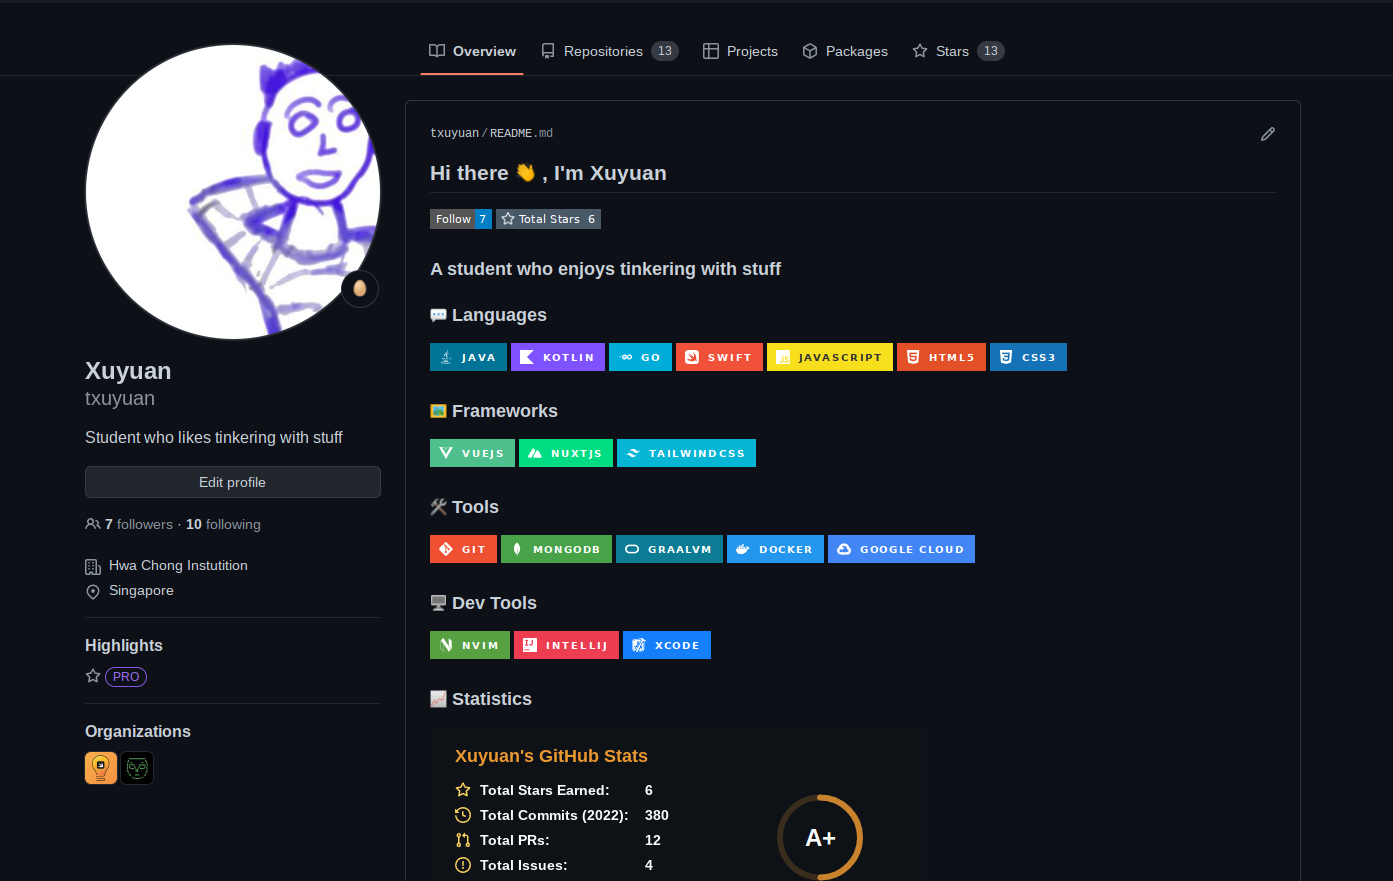 Overview Repositories 13 Projects Packages Stars 13
txuyuan/README.md
Hi there 👋 , I'm Xuyuan
Follow 7 Total Stars 6
A student who enjoys tinkering with stuff
💬 Languages
JAVA KOTLIN GO SWIFT JS JAVASCRIPT HTML5 CSS3
🖼️ Frameworks
VUEJS NUXTJS TAILWINDCSS
🛠️ Tools
GIT MONGODB GRAALVM DOCKER GOOGLE CLOUD
🖥️ Dev Tools
NVIM IJ INTELLIJ XCODE
📈 Statistics
Xuyuan's GitHub Stats
Total Stars Earned: 6
Total Commits (2022): 380
Total PRs: 12
Total Issues: 4
A+
Xuyuan
txuyuan
Student who likes tinkering with stuff
Edit profile
7 followers · 10 following
Hwa Chong Instutition
Singapore
Highlights
PRO
Organizations